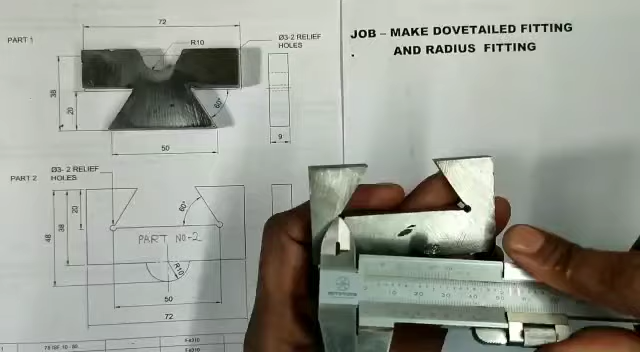 JOB – MAKE DOVETAILED FITTING
AND RADIUS FITTING
PART 1
72
R10
Ø3-2 RELIEF
HOLES
38
20
60°
50
9
PART 2
Ø3- 2 RELIEF
HOLES
48
38
20
60°
PART NO-2
R10
50
72